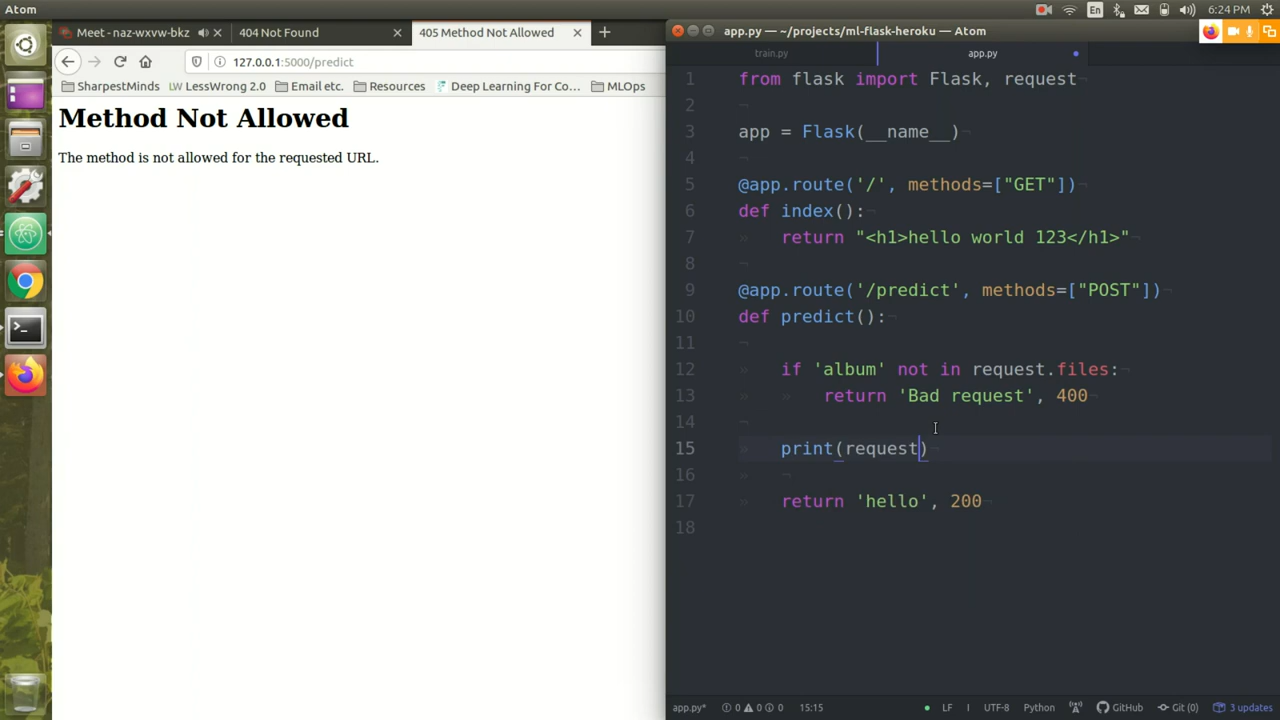 Atom
En
6:24 PM
Meet - naz-wxvw-bkz
404 Not Found
405 Method Not Allowed
127.0.0.1:5000/predict
SharpestMinds
LW LessWrong 2.0
Email etc.
Resources
Deep Learning For Co…
MLOps
Method Not Allowed
The method is not allowed for the requested URL.
app.py — ~/projects/ml-flask-heroku — Atom
train.py
app.py
1 from flask import Flask, request
2
3 app = Flask(__name__)
4
5 @app.route('/', methods=["GET"])
6 def index():
7 return "<h1>hello world 123</h1>"
8
9 @app.route('/predict', methods=["POST"])
10 def predict():
11
12 if 'album' not in request.files:
13 return 'Bad request', 400
14
15 print(request)
16
17 return 'hello', 200
18
app.py* 0 0 0 15:15 LF UTF-8 Python GitHub Git (0) 3 updates